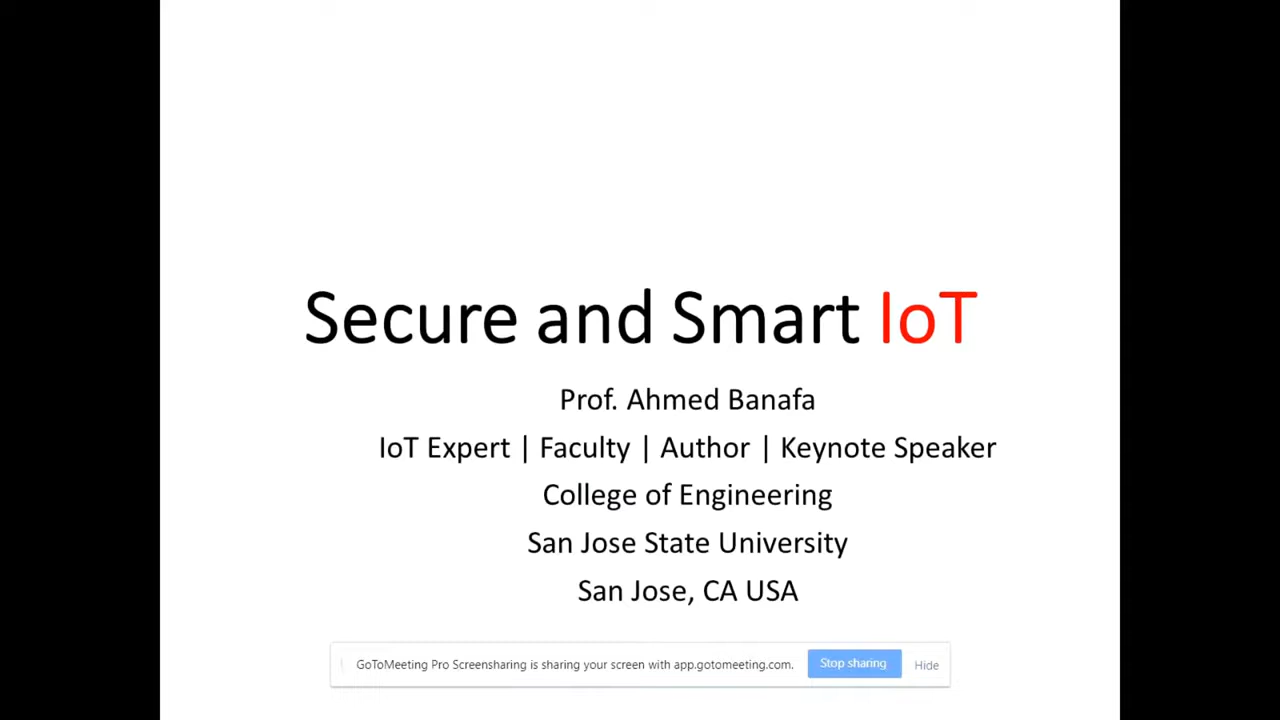 Secure and Smart IoT
Prof. Ahmed Banafa
IoT Expert | Faculty | Author | Keynote Speaker
College of Engineering
San Jose State University
San Jose, CA USA
GoToMeeting Pro Screensharing is sharing your screen with app.gotomeeting.com. Stop sharing Hide